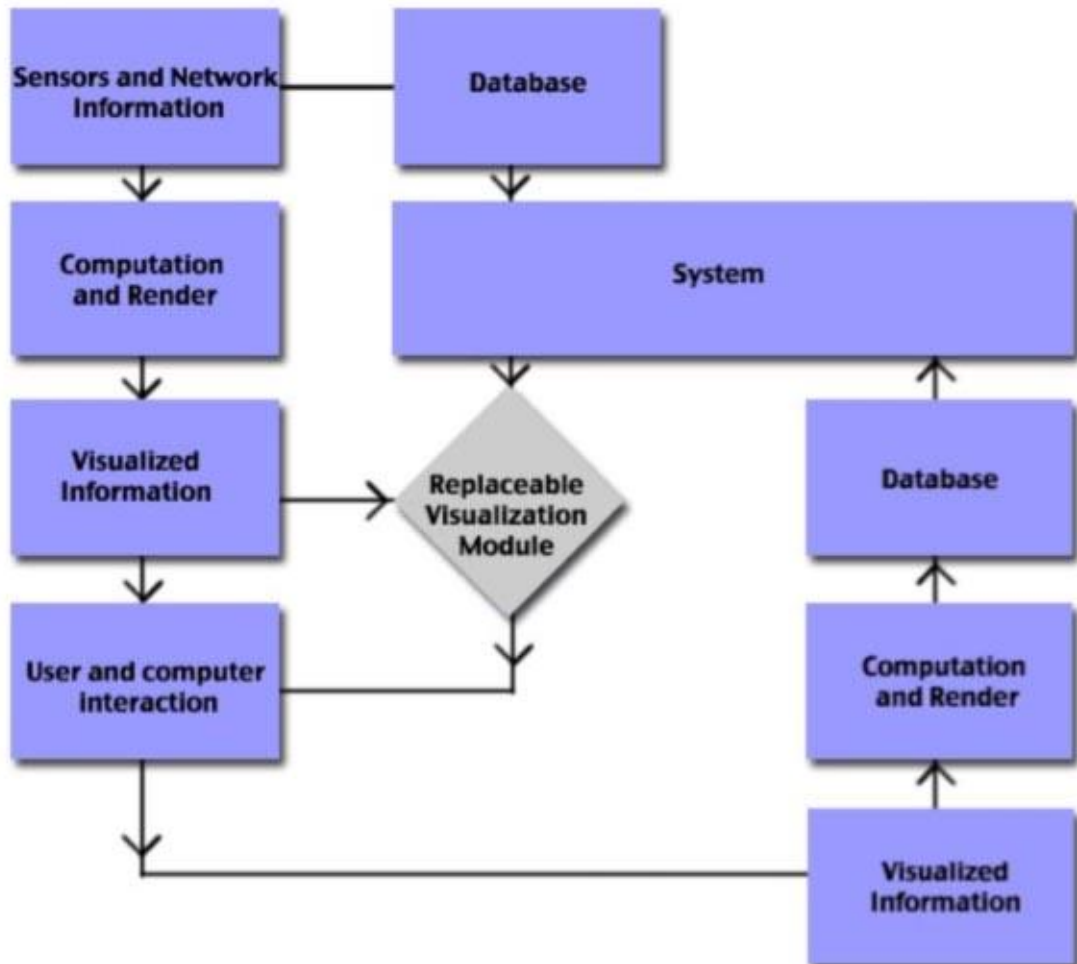 Sensors and Network
Information
Database
Computation
and Render
System
Visualized
Information
Replaceable
Visualization
Module
Database
User and computer
interaction
Computation
and Render
Visualized
Information